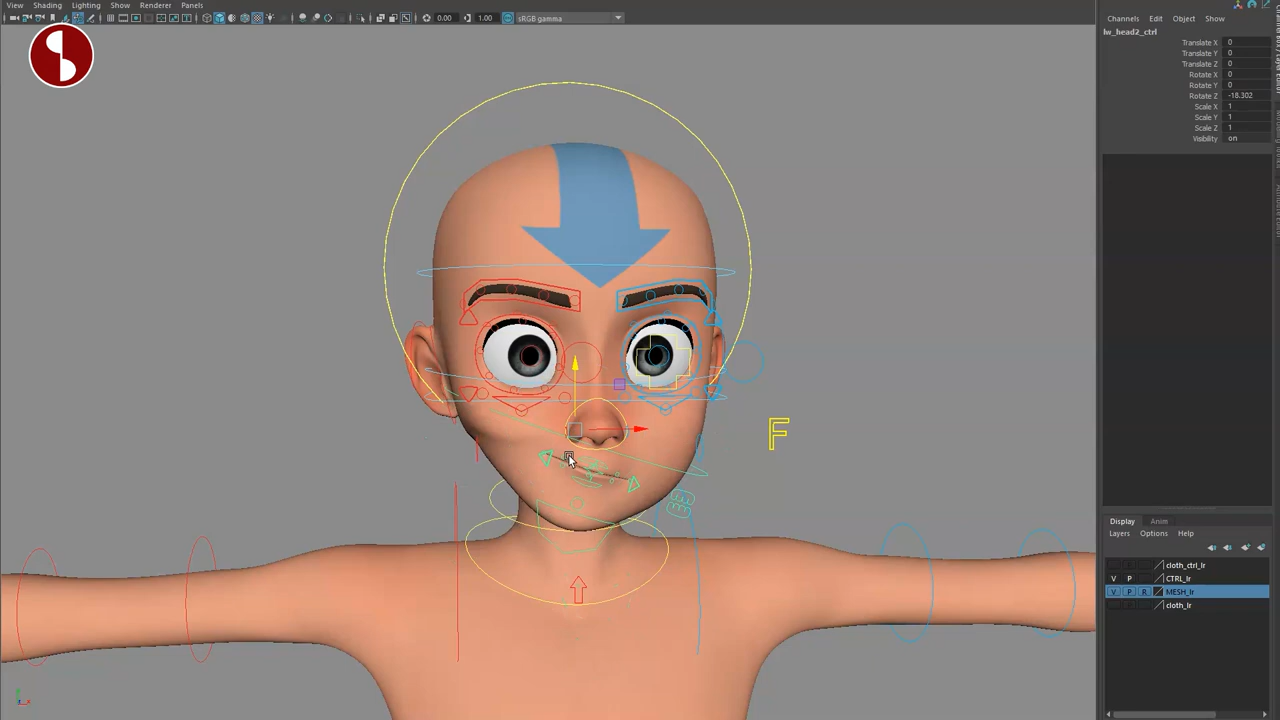 View Shading Lighting Show Renderer Panels
0.00 1.00 sRGB gamma
Channels Edit Object Show
lw_head2_ctrl
Translate X 0
Translate Y 0
Translate Z 0
Rotate X 0
Rotate Y 0
Rotate Z -18.302
Scale X 1
Scale Y 1
Scale Z 1
Visibility on
F
Display Anim
Layers Options Help
cloth_ctrl_lr
V P CTRL_lr
V P R MESH_lr
cloth_lr